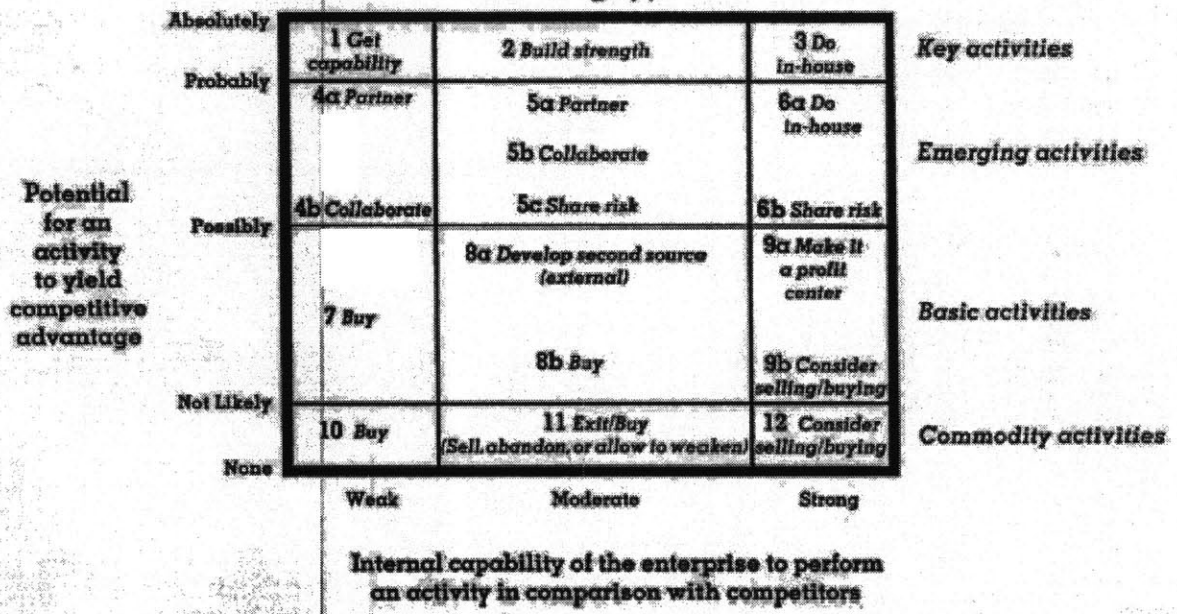 Absolutely
1 Get
capability
2 Build strength
3 Do
in-house
Key activities
Probably
4a Partner
5a Partner
6a Do
in-house
5b Collaborate
Emerging activities
4b Collaborate
5c Share risk
6b Share risk
Possibly
Potential
for an
activity
to yield
competitive
advantage
8a Develop second source
(external)
9a Make it
a profit
center
7 Buy
Basic activities
8b Buy
9b Consider
selling/buying
Not Likely
10 Buy
11 Exit/Buy
(Sell, abandon, or allow to weaken)
12 Consider
selling/buying
Commodity activities
None
Weak
Moderate
Strong
Internal capability of the enterprise to perform
an activity in comparison with competitors